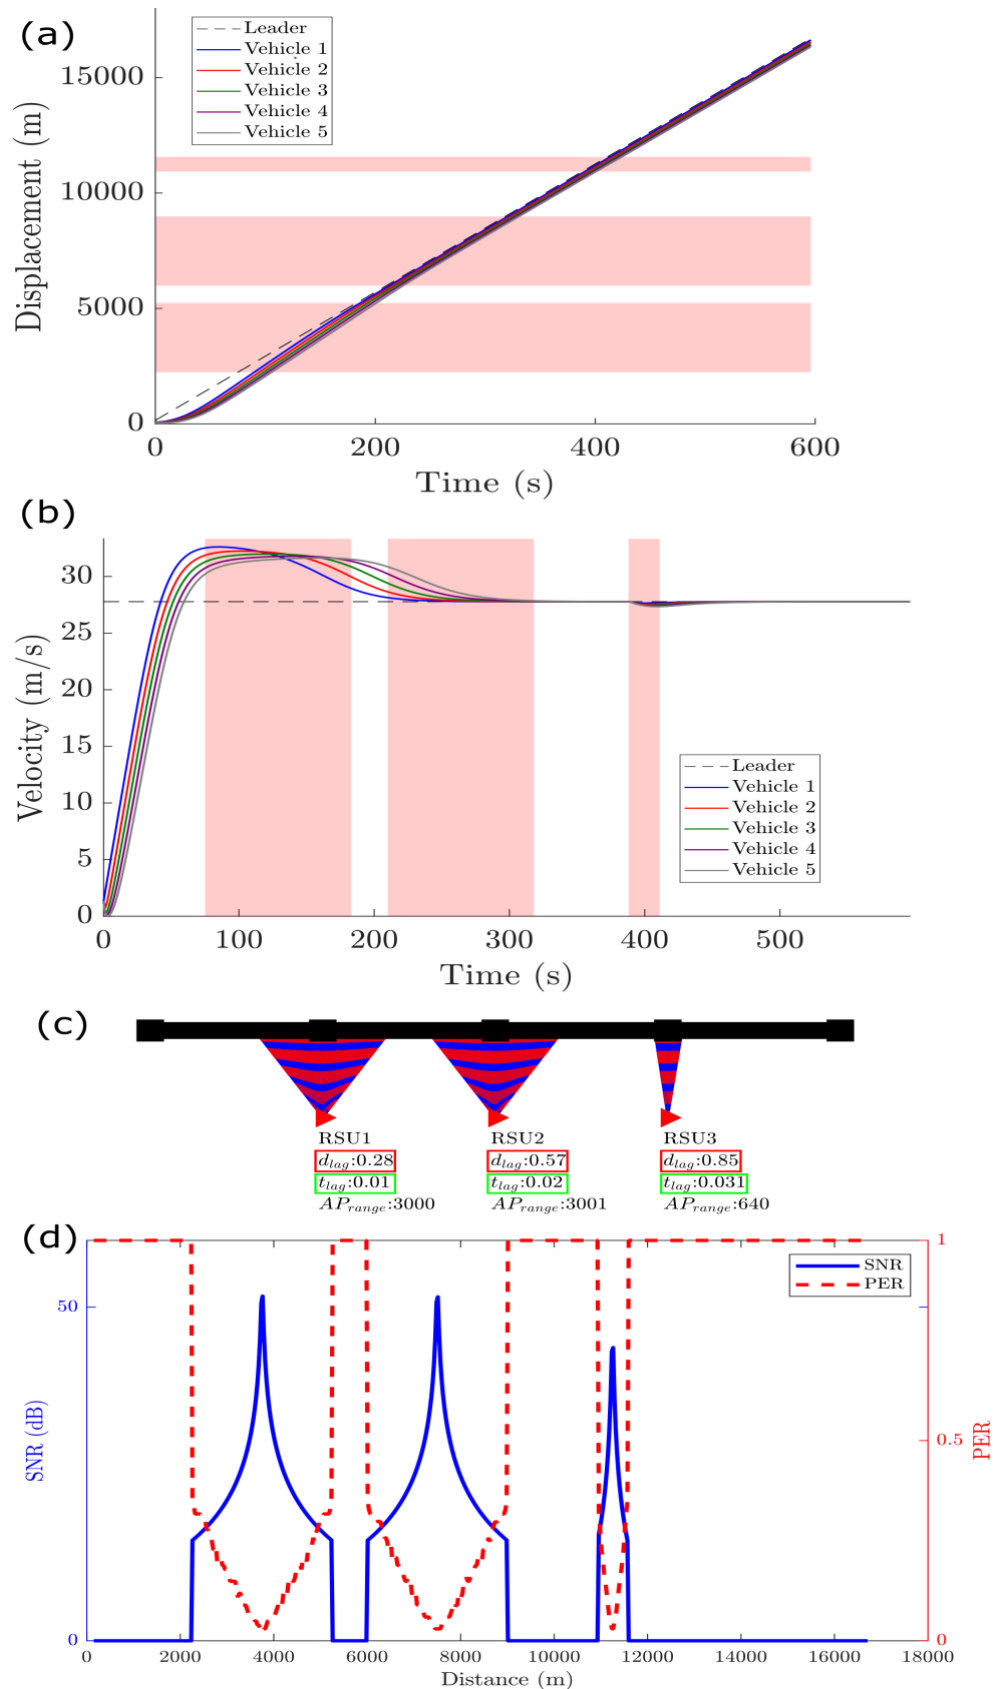 (a)
Leader
Vehicle 1
Vehicle 2
Vehicle 3
Vehicle 4
Vehicle 5
15000
10000
5000
0
Displacement (m)
0 200 400 600
Time (s)
(b)
30
25
20
15
10
5
0
Velocity (m/s)
Leader
Vehicle 1
Vehicle 2
Vehicle 3
Vehicle 4
Vehicle 5
0 100 200 300 400 500
Time (s)
(c)
RSU1 RSU2 RSU3
d_lag:0.28 d_lag:0.57 d_lag:0.85
t_lag:0.01 t_lag:0.02 t_lag:0.031
AP_range:3000 AP_range:3001 AP_range:640
(d)
SNR
PER
50
0
SNR (dB)
1
0.5
0
PER
0 2000 4000 6000 8000 10000 12000 14000 16000 18000
Distance (m)